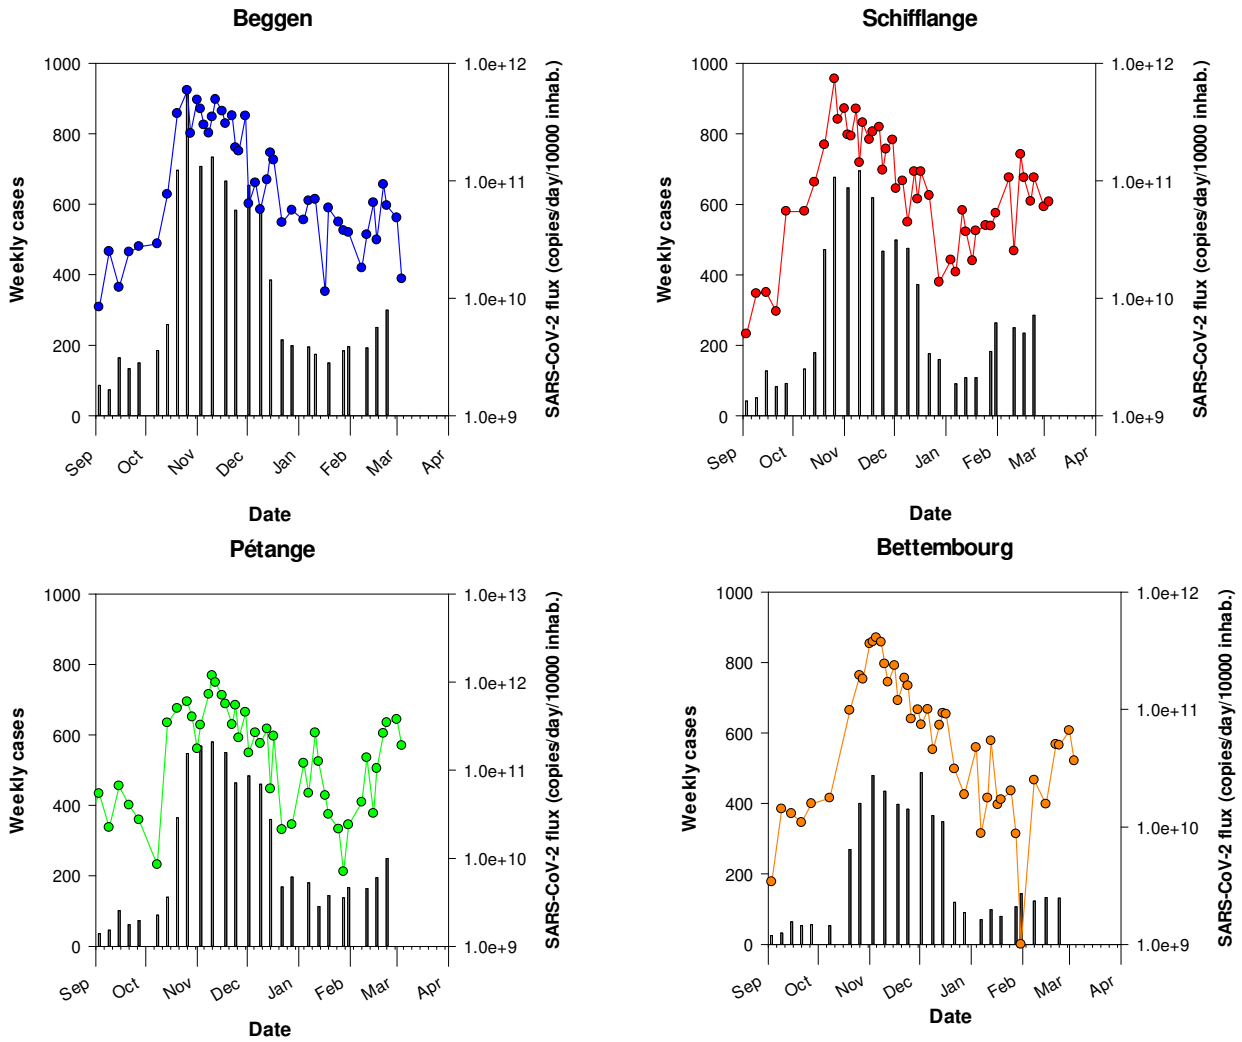 Beggen
Weekly cases
1000
800
600
400
200
0
1.0e+12
1.0e+11
1.0e+10
1.0e+9
SARS-CoV-2 flux (copies/day/10000 inhab.)
Sep Oct Nov Dec Jan Feb Mar Apr
Date
Schifflange
Weekly cases
1000
800
600
400
200
0
1.0e+12
1.0e+11
1.0e+10
1.0e+9
SARS-CoV-2 flux (copies/day/10000 inhab.)
Sep Oct Nov Dec Jan Feb Mar Apr
Date
Pétange
Weekly cases
1000
800
600
400
200
0
1.0e+13
1.0e+12
1.0e+11
1.0e+10
1.0e+9
SARS-CoV-2 flux (copies/day/10000 inhab.)
Sep Oct Nov Dec Jan Feb Mar Apr
Date
Bettembourg
Weekly cases
1000
800
600
400
200
0
1.0e+12
1.0e+11
1.0e+10
1.0e+9
SARS-CoV-2 flux (copies/day/10000 inhab.)
Sep Oct Nov Dec Jan Feb Mar Apr
Date